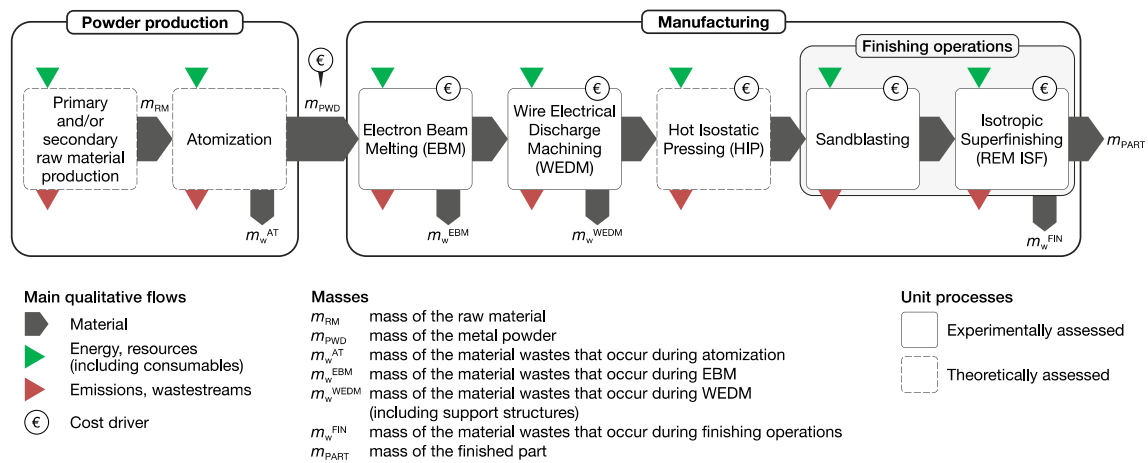 Powder production
Manufacturing
Finishing operations
€
Primary
and/or
secondary
raw material
production
m_RM
Atomization
m_PWD
€
Electron Beam
Melting (EBM)
€
Wire Electrical
Discharge
Machining
(WEDM)
€
Hot Isostatic
Pressing (HIP)
€
Sandblasting
€
Isotropic
Superfinishing
(REM ISF)
m_PART
m_w^AT
m_w^EBM
m_w^WEDM
m_w^FIN
Main qualitative flows
Material
Energy, resources
(including consumables)
Emissions, wastestreams
€ Cost driver
Masses
m_RM mass of the raw material
m_PWD mass of the metal powder
m_w^AT mass of the material wastes that occur during atomization
m_w^EBM mass of the material wastes that occur during EBM
m_w^WEDM mass of the material wastes that occur during WEDM
(including support structures)
m_w^FIN mass of the material wastes that occur during finishing operations
m_PART mass of the finished part
Unit processes
Experimentally assessed
Theoretically assessed